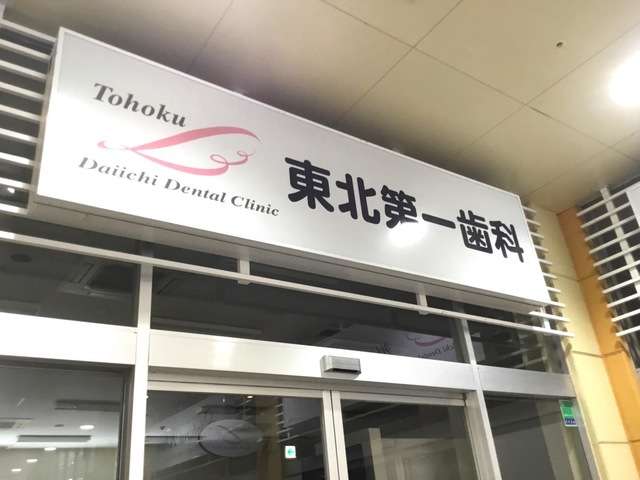 Tohoku
Daiichi Dental Clinic
東北第一歯科